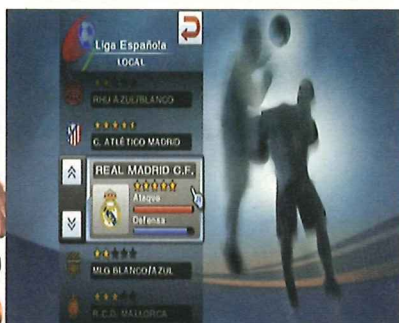 Liga Española
LOCAL
RHU AZUL/BLANCO
C. ATLÉTICO MADRID
REAL MADRID C.F.
Ataque
Defensa
MLG BLANCO/AZUL
R.C.D. MALLORCA